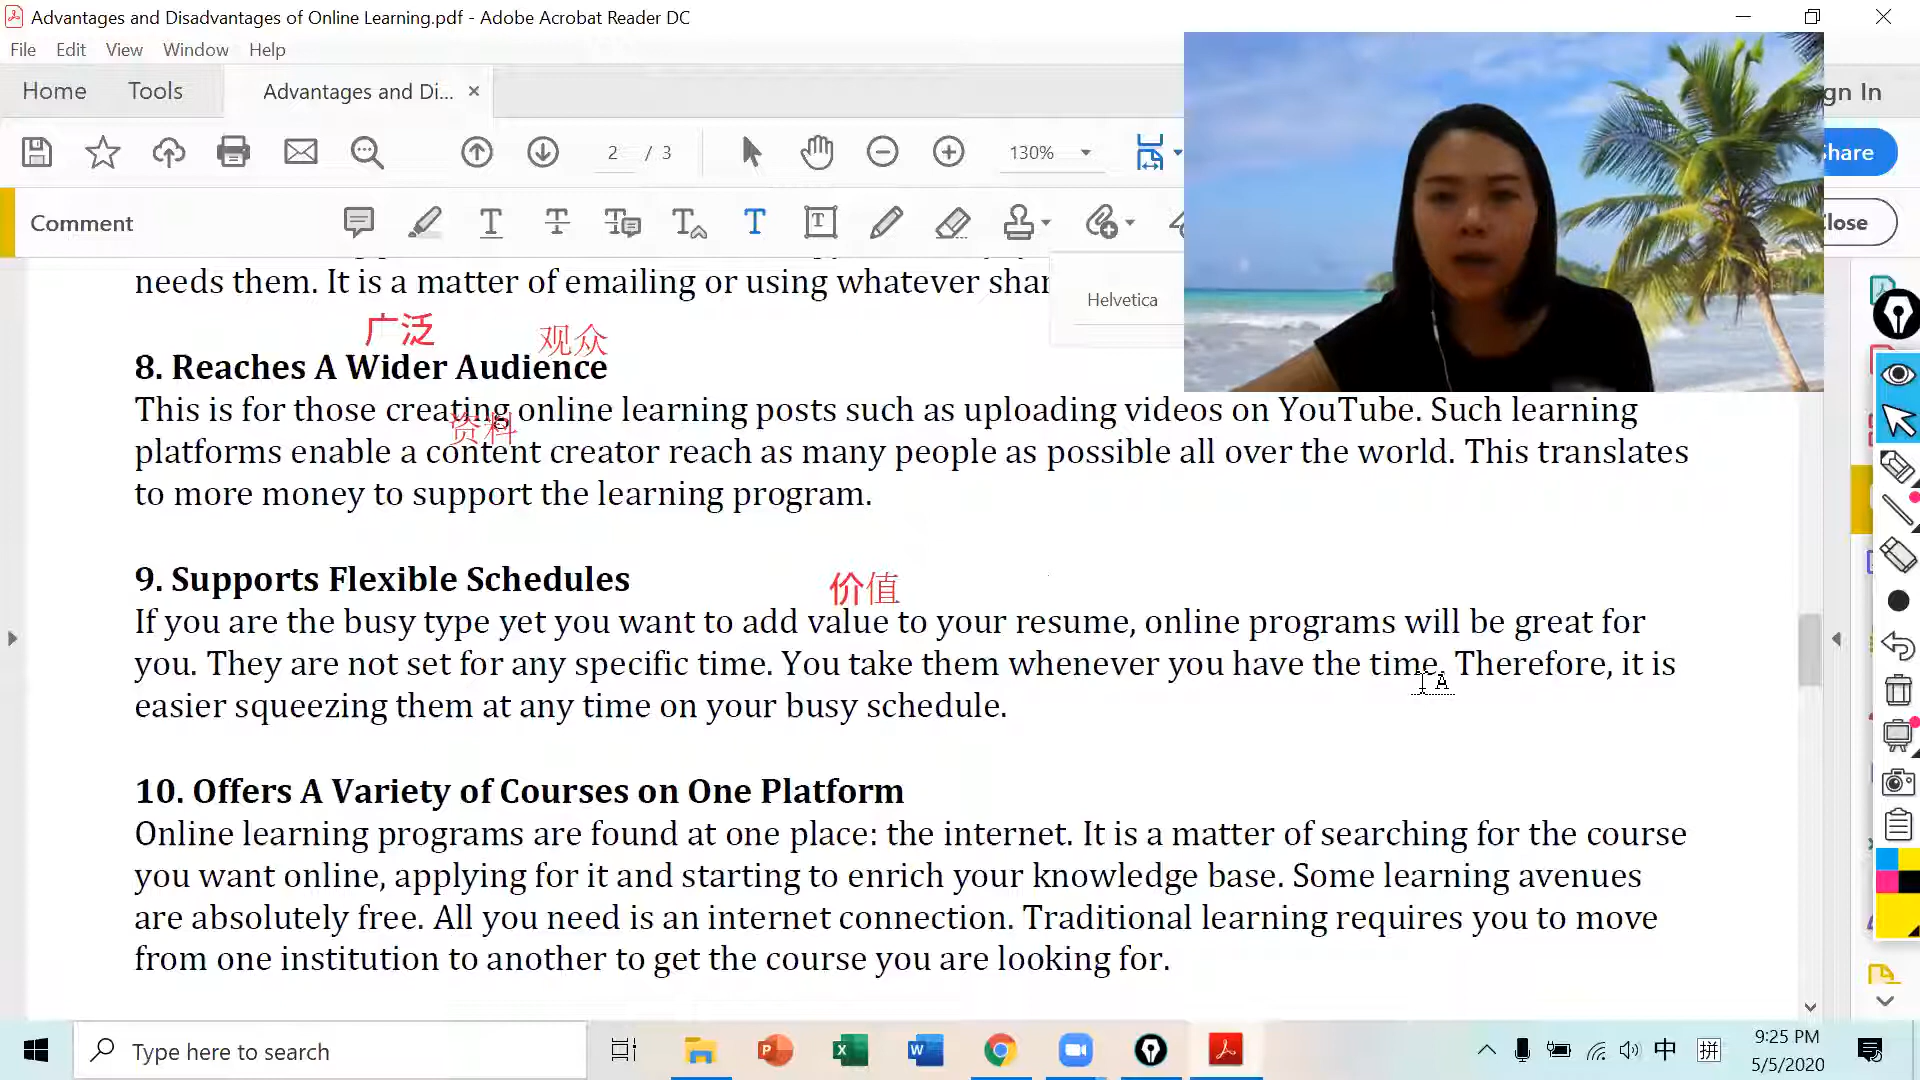 Advantages and Disadvantages of Online Learning.pdf - Adobe Acrobat Reader DC
File Edit View Window Help
Home Tools Advantages and Di... × gn In
2 / 3 130% hare
Comment lose
needs them. It is a matter of emailing or using whatever shar
Helvetica
广泛 观众
8. Reaches A Wider Audience
This is for those creating online learning posts such as uploading videos on YouTube. Such learning
资料
platforms enable a content creator reach as many people as possible all over the world. This translates
to more money to support the learning program.
9. Supports Flexible Schedules
价值
If you are the busy type yet you want to add value to your resume, online programs will be great for
you. They are not set for any specific time. You take them whenever you have the time. Therefore, it is
easier squeezing them at any time on your busy schedule.
10. Offers A Variety of Courses on One Platform
Online learning programs are found at one place: the internet. It is a matter of searching for the course
you want online, applying for it and starting to enrich your knowledge base. Some learning avenues
are absolutely free. All you need is an internet connection. Traditional learning requires you to move
from one institution to another to get the course you are looking for.
Type here to search
中 拼
9:25 PM
5/5/2020